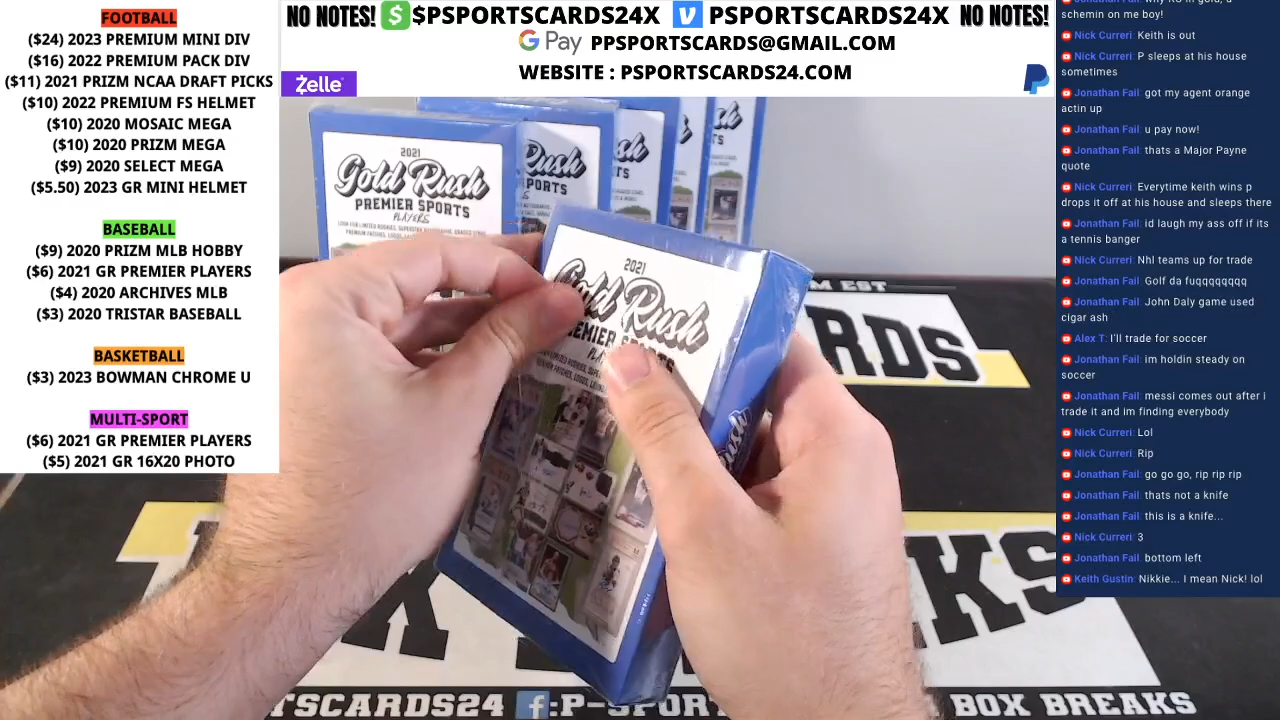 FOOTBALL
($24) 2023 PREMIUM MINI DIV
($16) 2022 PREMIUM PACK DIV
($11) 2021 PRIZM NCAA DRAFT PICKS
($10) 2022 PREMIUM FS HELMET
($10) 2020 MOSAIC MEGA
($10) 2020 PRIZM MEGA
($9) 2020 SELECT MEGA
($5.50) 2023 GR MINI HELMET
BASEBALL
($9) 2020 PRIZM MLB HOBBY
($6) 2021 GR PREMIER PLAYERS
($4) 2020 ARCHIVES MLB
($3) 2020 TRISTAR BASEBALL
BASKETBALL
($3) 2023 BOWMAN CHROME U
MULTI-SPORT
($6) 2021 GR PREMIER PLAYERS
($5) 2021 GR 16X20 PHOTO
NO NOTES! $PSPORTSCARDS24X PSPORTSCARDS24X NO NOTES!
G Pay PPSPORTSCARDS@GMAIL.COM
WEBSITE : PSPORTSCARDS24.COM
Zelle
2021
Gold Rush
PREMIER SPORTS
PLAYERS
2021
Gold Rush
PREMIER SPORTS
EST
RDS
TSCARDS24 f:P-SPO BOX BREAKS
schemin on me boy!
Nick Curreri: Keith is out
Nick Curreri: P sleeps at his house
sometimes
Jonathan Fail: got my agent orange
actin up
Jonathan Fail: u pay now!
Jonathan Fail: thats a Major Payne
quote
Nick Curreri: Everytime keith wins p
drops it off at his house and sleeps there
Jonathan Fail: id laugh my ass off if its
a tennis banger
Nick Curreri: Nhl teams up for trade
Jonathan Fail: Golf da fuqqqqqqqq
Jonathan Fail: John Daly game used
cigar ash
Alex T: I'll trade for soccer
Jonathan Fail: im holdin steady on
soccer
Jonathan Fail: messi comes out after i
trade it and im finding everybody
Nick Curreri: Lol
Nick Curreri: Rip
Jonathan Fail: go go go, rip rip rip
Jonathan Fail: thats not a knife
Jonathan Fail: this is a knife...
Nick Curreri: 3
Jonathan Fail: bottom left
Keith Gustin: Nikkie... I mean Nick! lol